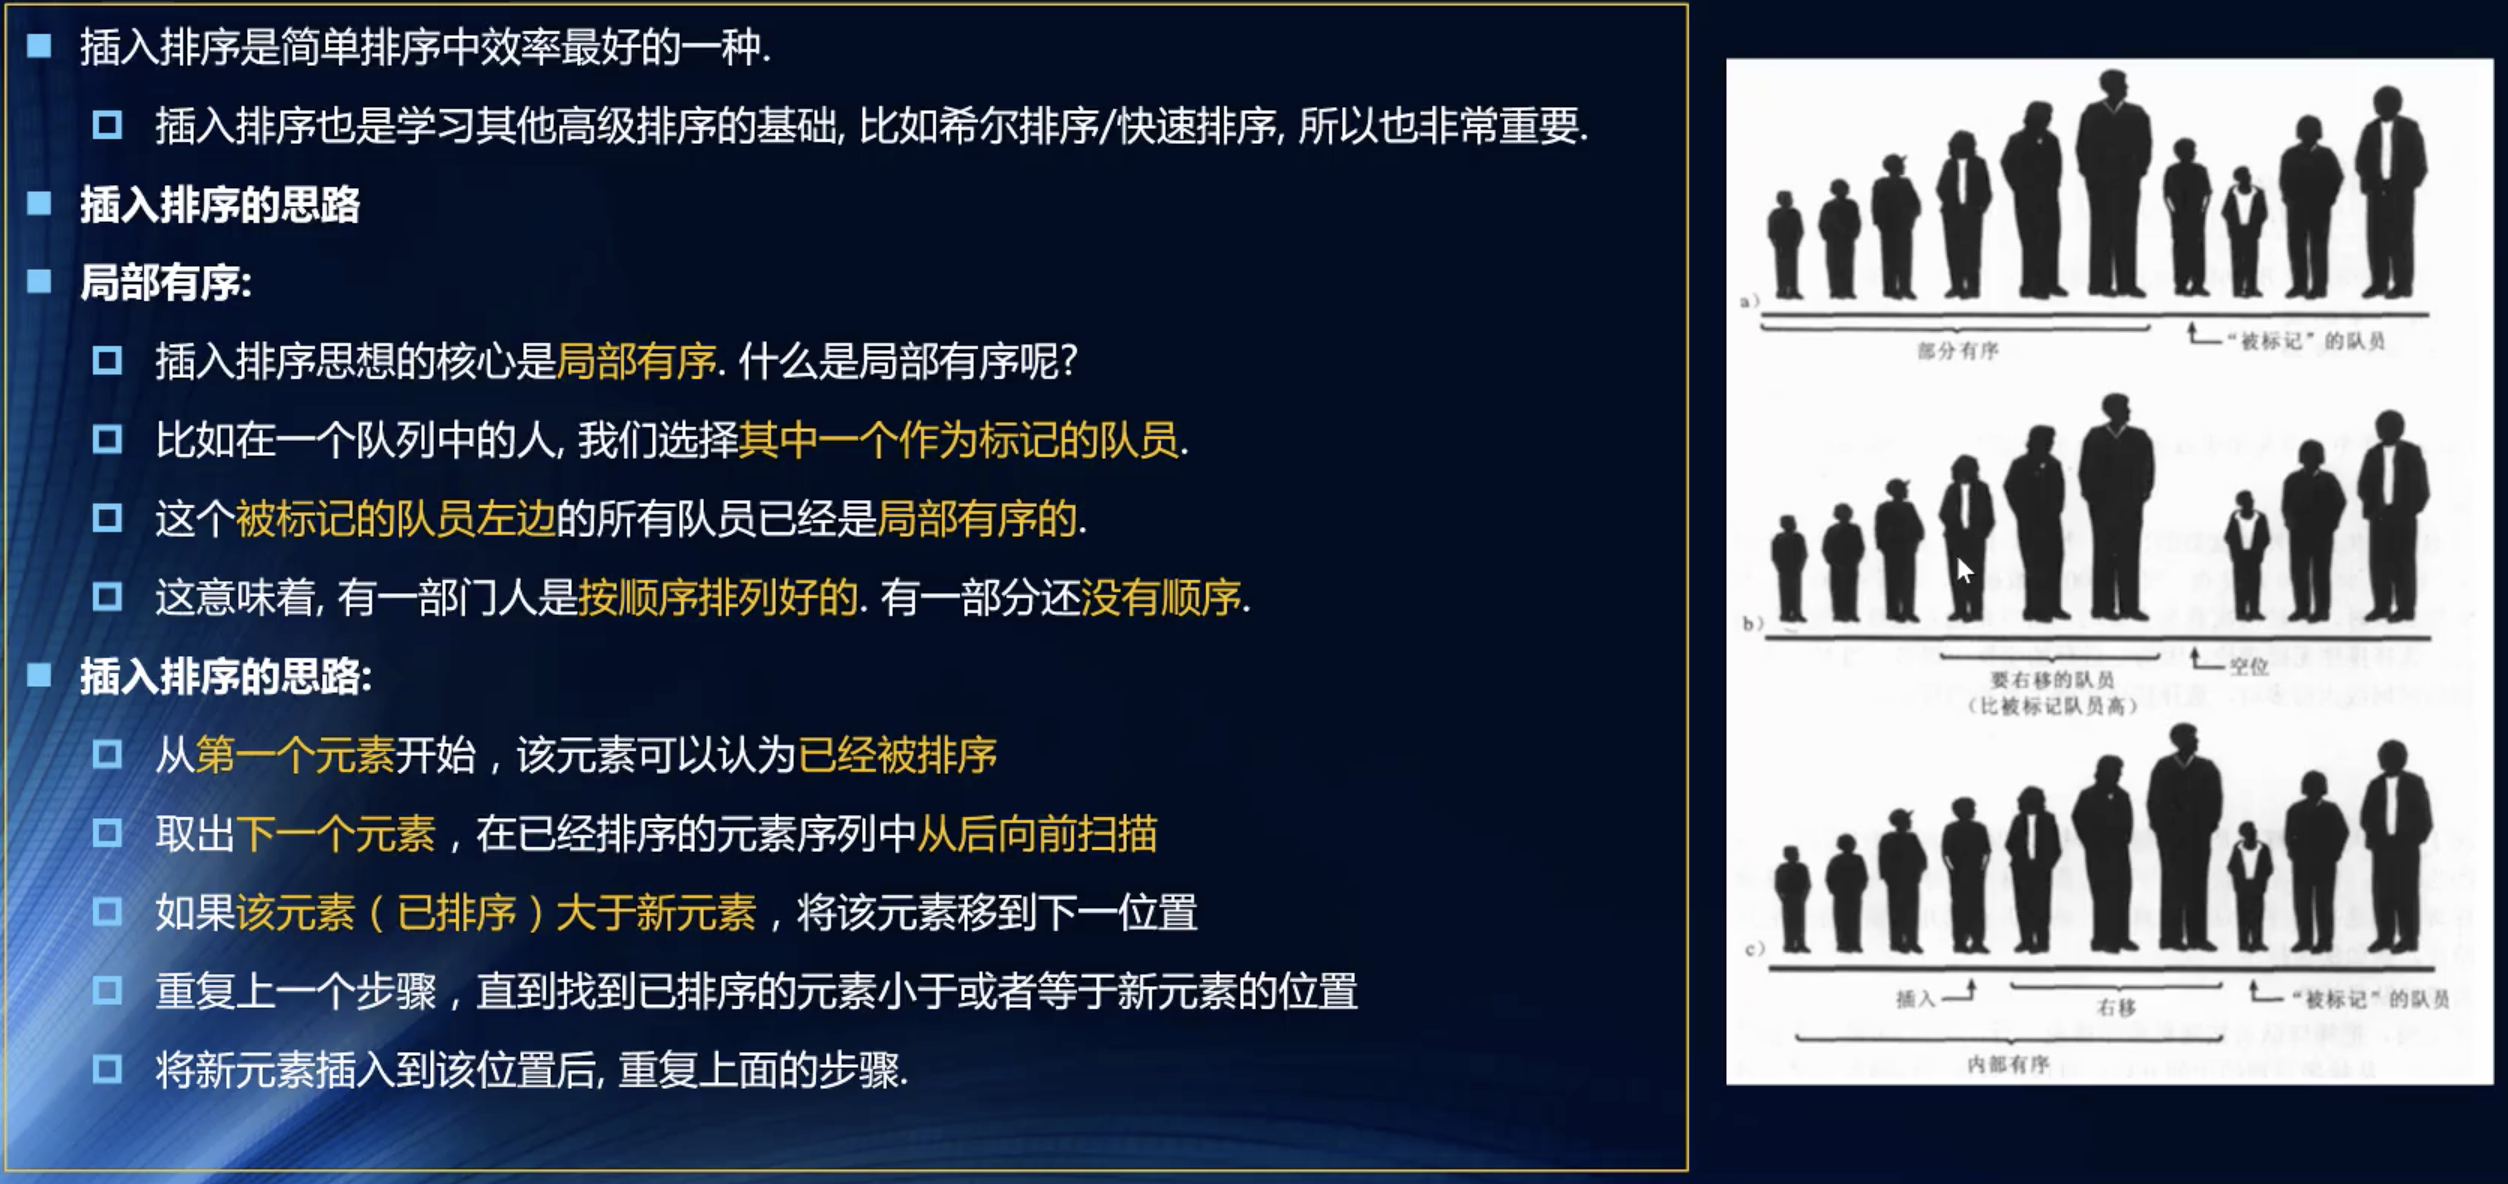 插入排序是简单排序中效率最好的一种.
插入排序也是学习其他高级排序的基础, 比如希尔排序/快速排序, 所以也非常重要.
插入排序的思路
局部有序:
插入排序思想的核心是局部有序. 什么是局部有序呢?
比如在一个队列中的人, 我们选择其中一个作为标记的队员.
这个被标记的队员左边的所有队员已经是局部有序的.
这意味着, 有一部门人是按顺序排列好的. 有一部分还没有顺序.
插入排序的思路:
从第一个元素开始，该元素可以认为已经被排序
取出下一个元素，在已经排序的元素序列中从后向前扫描
如果该元素（已排序）大于新元素，将该元素移到下一位置
重复上一个步骤，直到找到已排序的元素小于或者等于新元素的位置
将新元素插入到该位置后, 重复上面的步骤.
a）
部分有序
“被标记”的队员
b）
要右移的队员
（比被标记队员高）
空位
c）
插入
右移
“被标记”的队员
内部有序